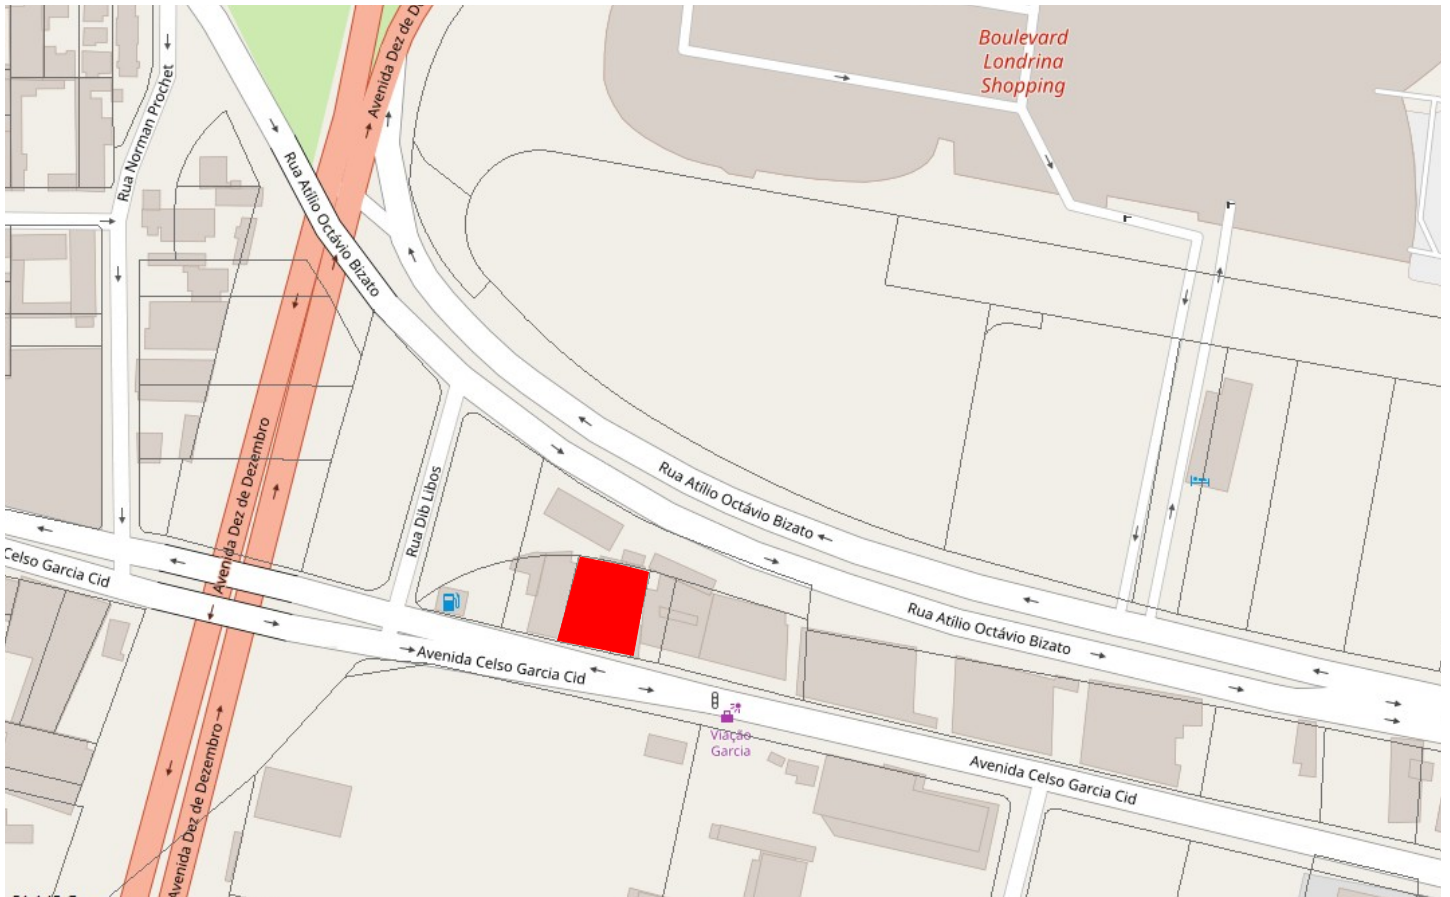 Avenida Dez de D
Boulevard
Londrina
Shopping
Rua Norman Prochet
Rua Atílio Octávio Bizato
Avenida Dez de Dezembro
Rua Dib Libos
Rua Atílio Octávio Bizato
Celso Garcia Cid
Rua Atílio Octávio Bizato
Avenida Celso Garcia Cid
Viação
Garcia
Avenida Celso Garcia Cid
Avenida Dez de Dezembro